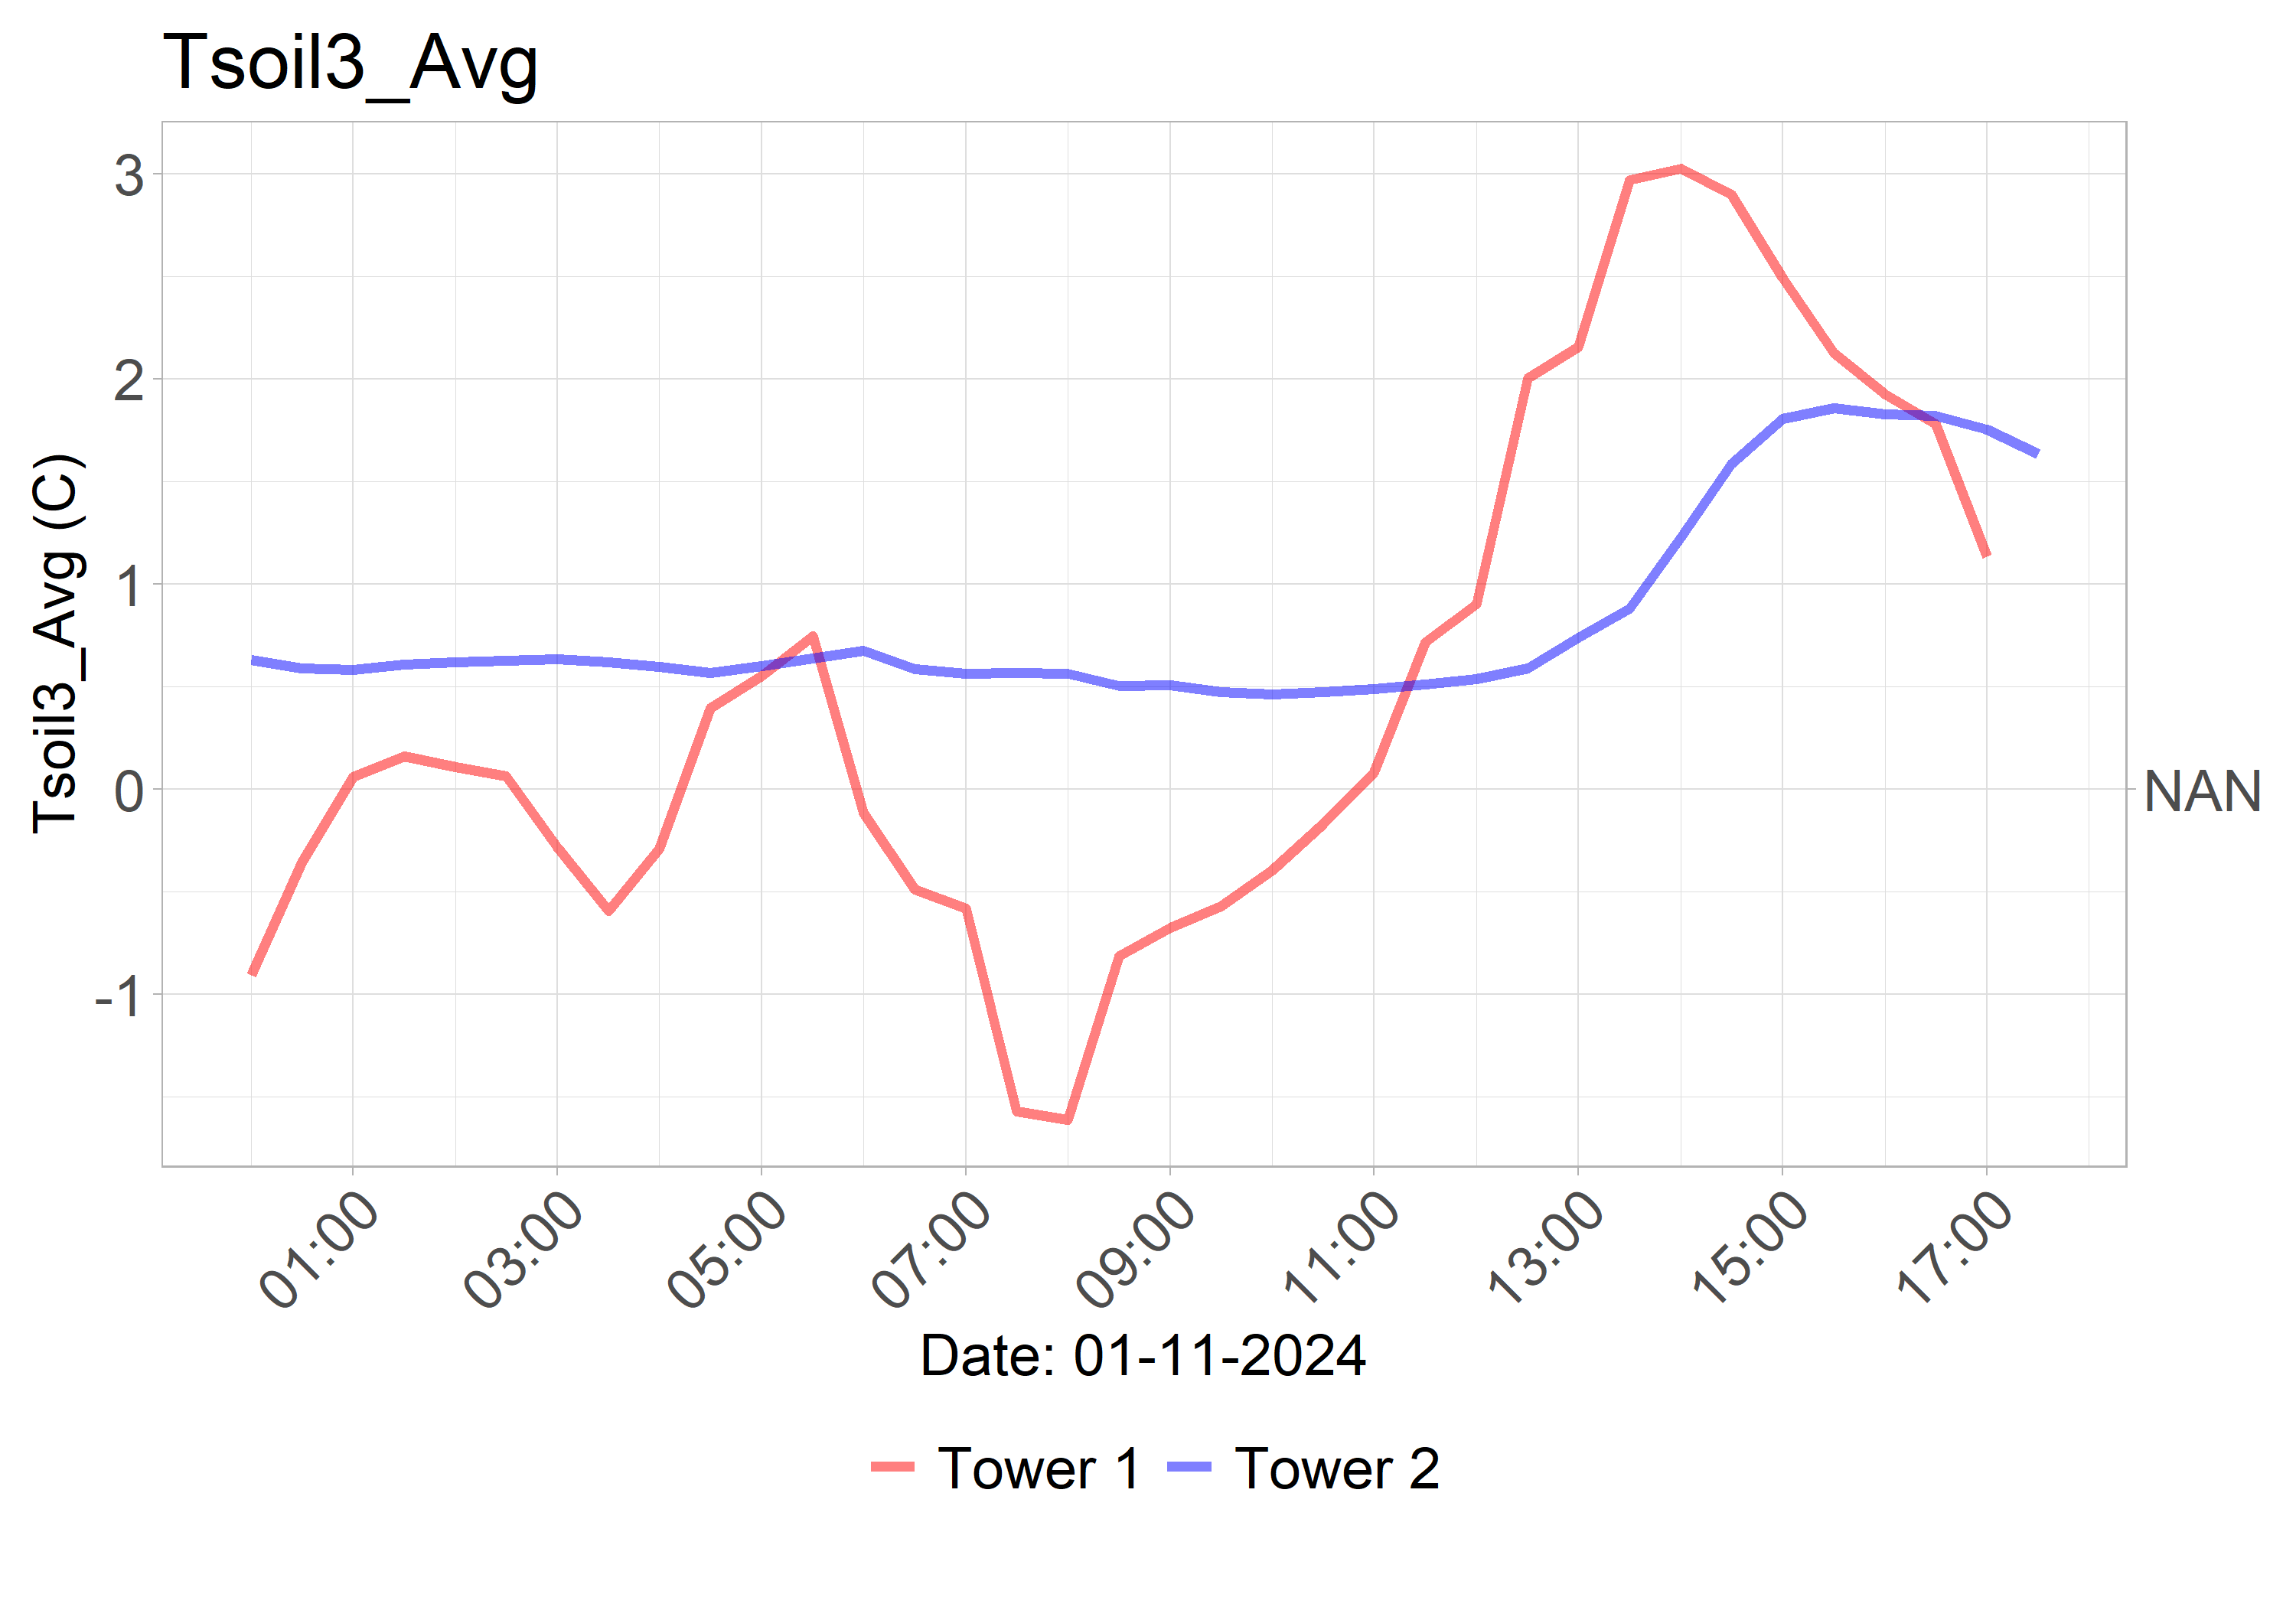 Tsoil3_Avg
Tsoil3_Avg (C)
3
2
1
0
-1
NAN
01:00
03:00
05:00
07:00
09:00
11:00
13:00
15:00
17:00
Date: 01-11-2024
Tower 1
Tower 2